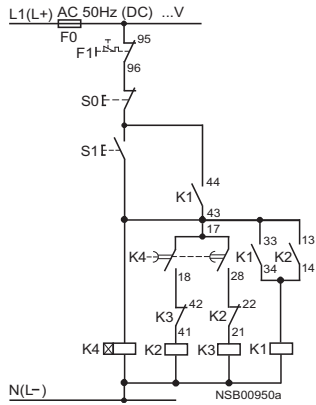 L1(L+) AC 50Hz (DC) ...V
F0
95
F1
96
S0
S1
44
K1
43
17
33
13
K4
K1
K2
34
14
18
28
K3
42
K2
22
41
21
K4
K2
K3
K1
N(L–)
NSB00950a